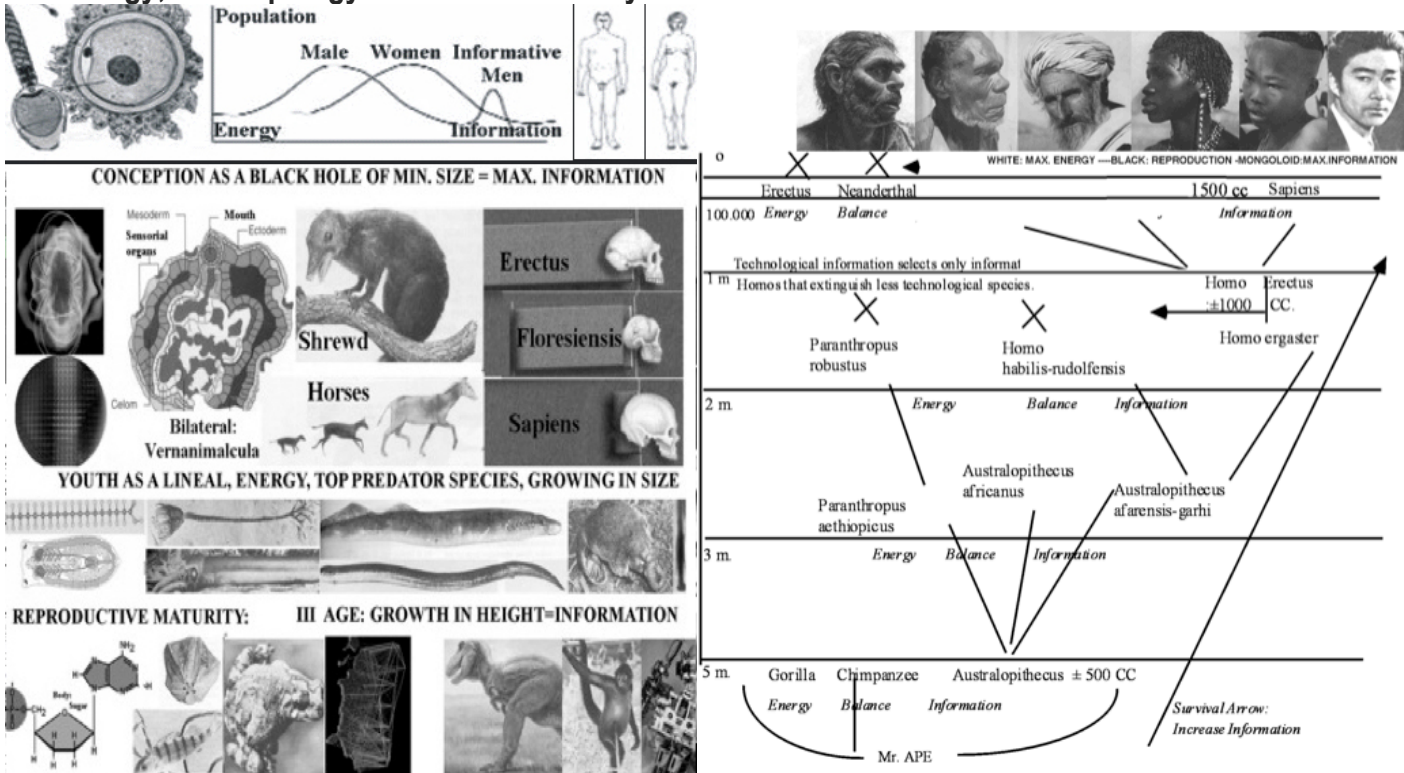 Population
Male Women Informative
Men
Energy Information
CONCEPTION AS A BLACK HOLE OF MIN. SIZE = MAX. INFORMATION
Mesoderm Mouth
Sensorial Ectoderm
organs
Celom
Bilateral:
Vernanimalcula
Shrewd
Horses
Erectus
Floresiensis
Sapiens
YOUTH AS A LINEAL, ENERGY, TOP PREDATOR SPECIES, GROWING IN SIZE
REPRODUCTIVE MATURITY: III AGE: GROWTH IN HEIGHT=INFORMATION
NH2
N
N
H
CH2
Body:
Sugar
O
H H
H H
WHITE: MAX. ENERGY ----BLACK: REPRODUCTION -MONGOLOID:MAX.INFORMATION
o
Erectus Neanderthal 1500 cc Sapiens
100.000 Energy Balance Information
Technological information selects only informat
1 m Homos that extinguish less technological species.
Homo Erectus
±1000 CC.
Homo ergaster
Paranthropus
robustus
Homo
habilis-rudolfensis
2 m. Energy Balance Information
Australopithecus
africanus
Australopithecus
afarensis-garhi
Paranthropus
aethiopicus
3 m. Energy Balance Information
5 m. Gorilla Chimpanzee Australopithecus ± 500 CC
Energy Balance Information
Mr. APE
Survival Arrow:
Increase Information